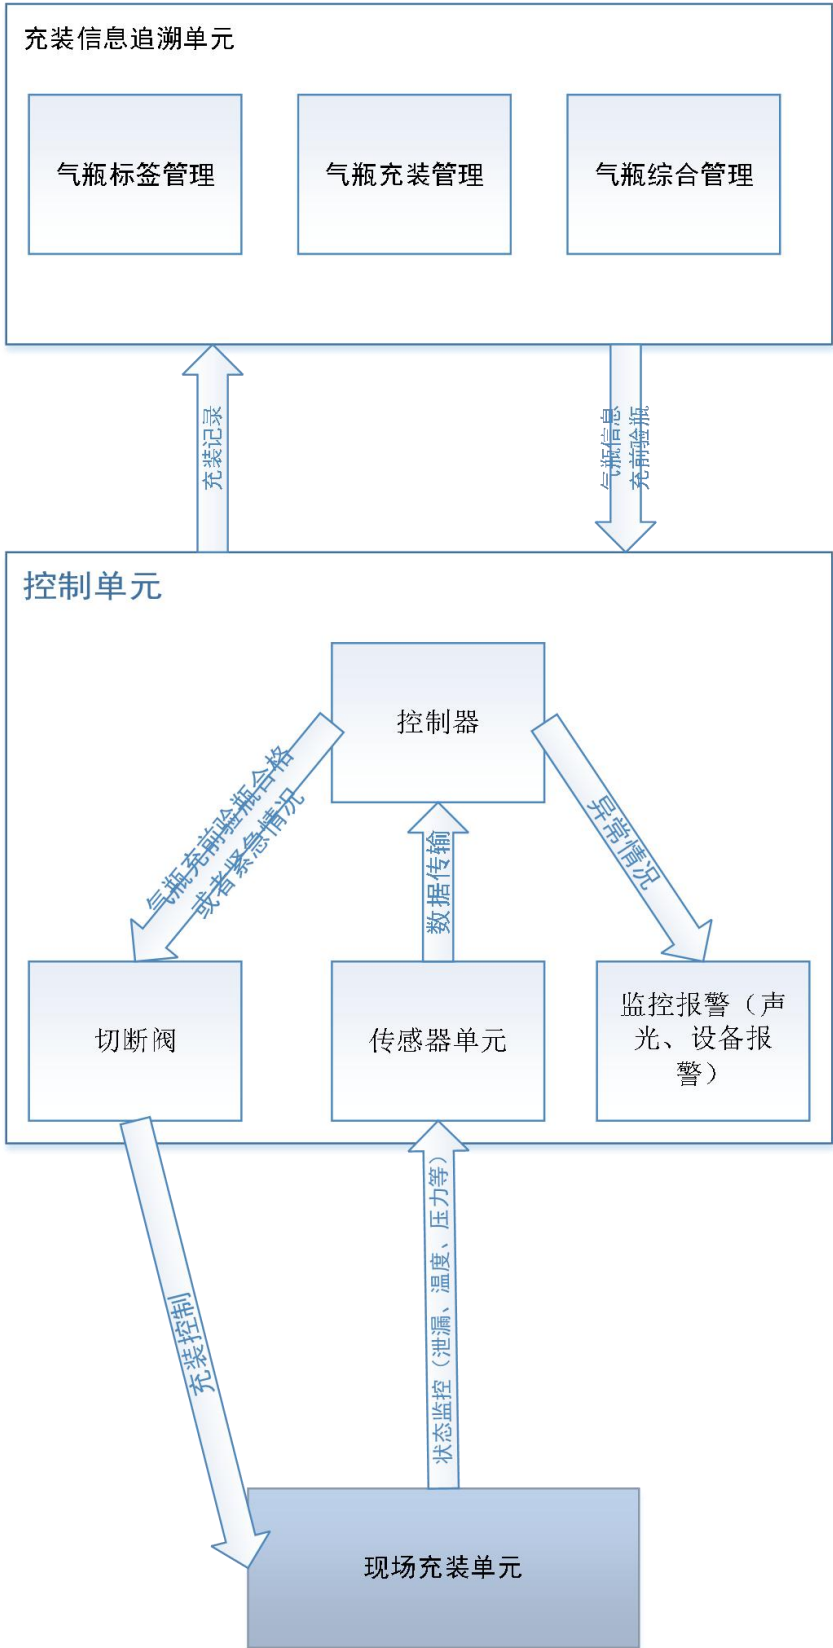 充装信息追溯单元
气瓶标签管理
气瓶充装管理
气瓶综合管理
充装记录
气瓶信息
充前验瓶
控制单元
控制器
气瓶充前验瓶合格
或者紧急情况
数据传输
异常情况
切断阀
传感器单元
监控报警（声
光、设备报
警）
充装控制
状态监控（泄漏、温度、压力等）
现场充装单元